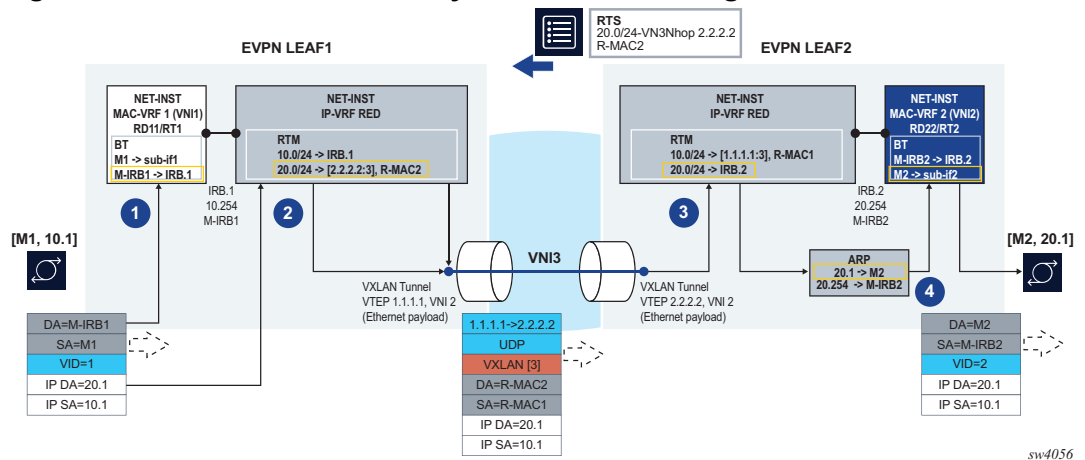 RTS
20.0/24-VN3Nhop 2.2.2.2
R-MAC2
EVPN LEAF1
EVPN LEAF2
NET-INST
MAC-VRF 1 (VNI1)
RD11/RT1
BT
M1 -> sub-if1
M-IRB1 -> IRB.1
NET-INST
IP-VRF RED
RTM
10.0/24 -> IRB.1
20.0/24 -> [2.2.2.2:3], R-MAC2
NET-INST
IP-VRF RED
RTM
10.0/24 -> [1.1.1.1:3], R-MAC1
20.0/24 -> IRB.2
NET-INST
MAC-VRF 2 (VNI2)
RD22/RT2
BT
M-IRB2 -> IRB.2
M2 -> sub-if2
IRB.1
10.254
M-IRB1
IRB.2
20.254
M-IRB2
1
2
3
4
[M1, 10.1]
[M2, 20.1]
VNI3
ARP
20.1 -> M2
20.254 -> M-IRB2
VXLAN Tunnel
VTEP 1.1.1.1, VNI 2
(Ethernet payload)
VXLAN Tunnel
VTEP 2.2.2.2, VNI 2
(Ethernet payload)
DA=M-IRB1
SA=M1
VID=1
IP DA=20.1
IP SA=10.1
1.1.1.1->2.2.2.2
UDP
VXLAN [3]
DA=R-MAC2
SA=R-MAC1
IP DA=20.1
IP SA=10.1
DA=M2
SA=M-IRB2
VID=2
IP DA=20.1
IP SA=10.1
sw4056